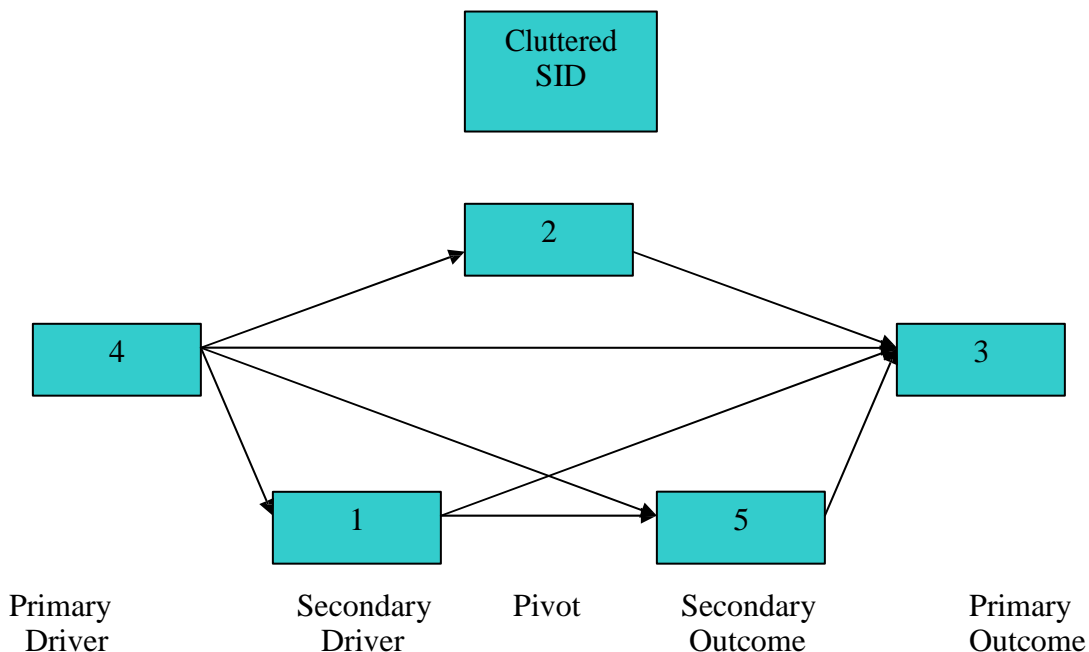 Cluttered
SID
2
4
3
1
5
Primary
Driver
Secondary
Driver
Pivot
Secondary
Outcome
Primary
Outcome